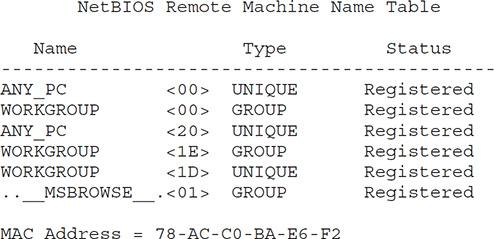 NetBIOS Remote Machine Name Table
Name Type Status
---------------------------------------------
ANY_PC <00> UNIQUE Registered
WORKGROUP <00> GROUP Registered
ANY_PC <20> UNIQUE Registered
WORKGROUP <1E> GROUP Registered
WORKGROUP <1D> UNIQUE Registered
..__MSBROWSE__.<01> GROUP Registered
MAC Address = 78-AC-C0-BA-E6-F2